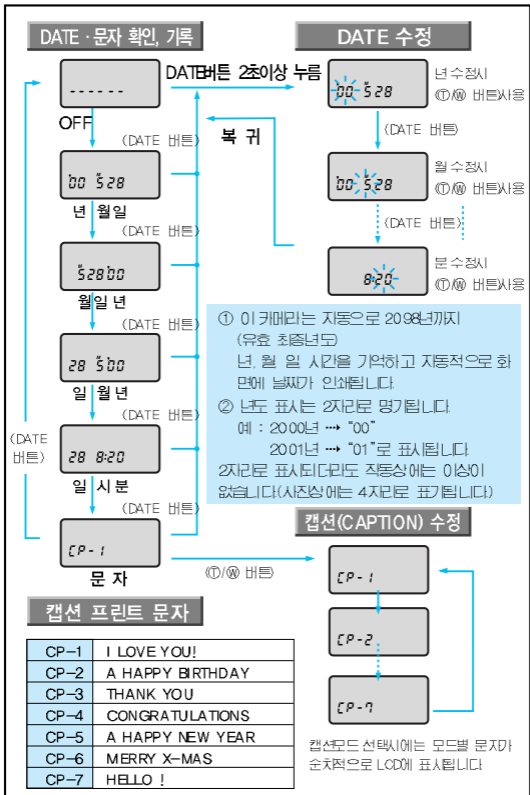 DATE · 문자 확인, 기록
DATE 수정
------
DATE버튼 2초이상 누름
OFF
(DATE 버튼)
복 귀
'00 5 28
년 수정시
Ⓣ/Ⓦ 버튼사용
(DATE 버튼)
'00 5 28
년 월일
월 수정시
Ⓣ/Ⓦ 버튼사용
'00 5 28
(DATE 버튼)
(DATE 버튼)
5 28 '00
월일 년
8:20
분 수정시
Ⓣ/Ⓦ 버튼사용
(DATE 버튼)
28 5 '00
일 월년
(DATE 버튼)
① 이 카메라는 자동으로 2098년까지
(유효 최종년도)
년. 월 일 시간을 기억하고 자동적으로 화
면에 날짜가 인쇄됩니다.
② 년도 표시는 2자리로 명기됩니다.
예 : 2000년 ⋯→ "00"
2001년 ⋯→ "01"로 표시됩니다.
2자리로 표시되더라도 작동상에는 이상이
없습니다.(사진상에는 4자리로 표기됩니다.)
(DATE
버튼)
28 8:20
일 시분
(DATE 버튼)
CP-1
문 자
Ⓣ/Ⓦ 버튼)
캡션(CAPTION) 수정
CP-1
CP-2
CP-7
캡션모드 선택시에는 모드별 문자가
순차적으로 LCD에 표시됩니다.
캡션 프린트 문자
CP-1 I LOVE YOU!
CP-2 A HAPPY BIRTHDAY
CP-3 THANK YOU
CP-4 CONGRATULATIONS
CP-5 A HAPPY NEW YEAR
CP-6 MERRY X-MAS
CP-7 HELLO !